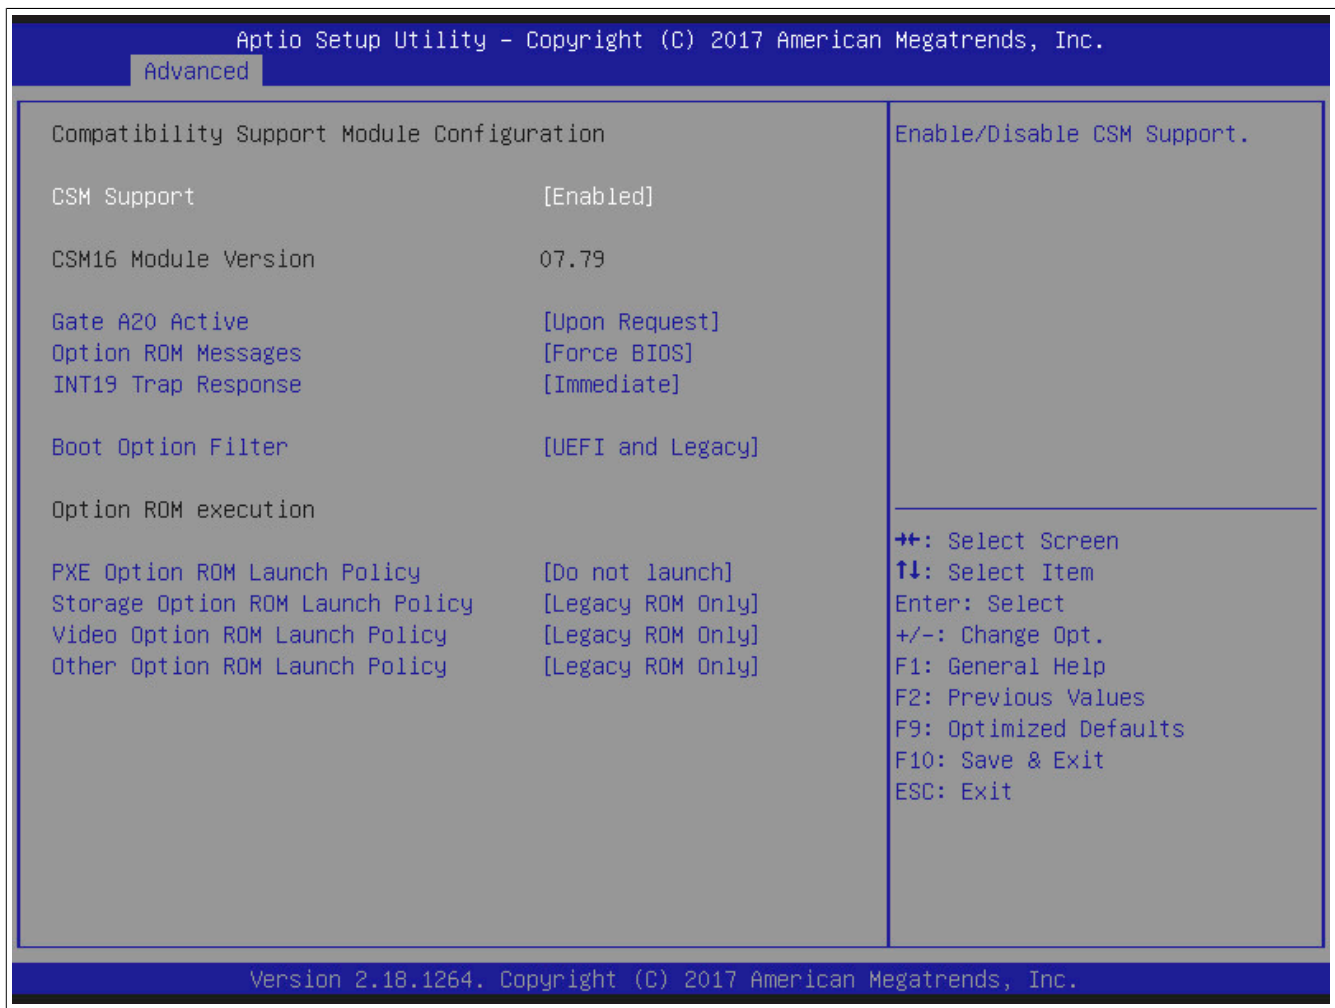 Aptio Setup Utility – Copyright (C) 2017 American Megatrends, Inc.
Advanced
Compatibility Support Module Configuration
CSM Support [Enabled]
CSM16 Module Version 07.79
Gate A20 Active [Upon Request]
Option ROM Messages [Force BIOS]
INT19 Trap Response [Immediate]
Boot Option Filter [UEFI and Legacy]
Option ROM execution
PXE Option ROM Launch Policy [Do not launch]
Storage Option ROM Launch Policy [Legacy ROM Only]
Video Option ROM Launch Policy [Legacy ROM Only]
Other Option ROM Launch Policy [Legacy ROM Only]
Enable/Disable CSM Support.
→←: Select Screen
↑↓: Select Item
Enter: Select
+/-: Change Opt.
F1: General Help
F2: Previous Values
F9: Optimized Defaults
F10: Save & Exit
ESC: Exit
Version 2.18.1264. Copyright (C) 2017 American Megatrends, Inc.